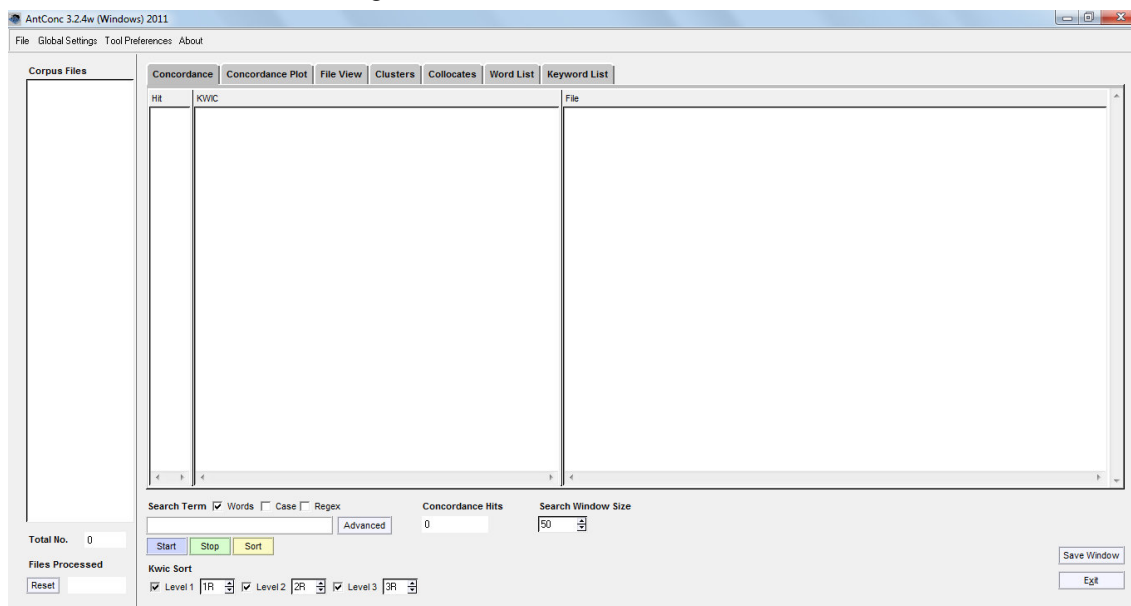 AntConc 3.2.4w (Windows) 2011
File Global Settings Tool Preferences About
Corpus Files
Concordance Concordance Plot File View Clusters Collocates Word List Keyword List
Hit KWIC File
Search Term Words Case Regex Concordance Hits Search Window Size
Advanced 0 50
Total No. 0
Start Stop Sort
Save Window
Files Processed
Kwic Sort
Reset Level 1 1R Level 2 2R Level 3 3R
Exit